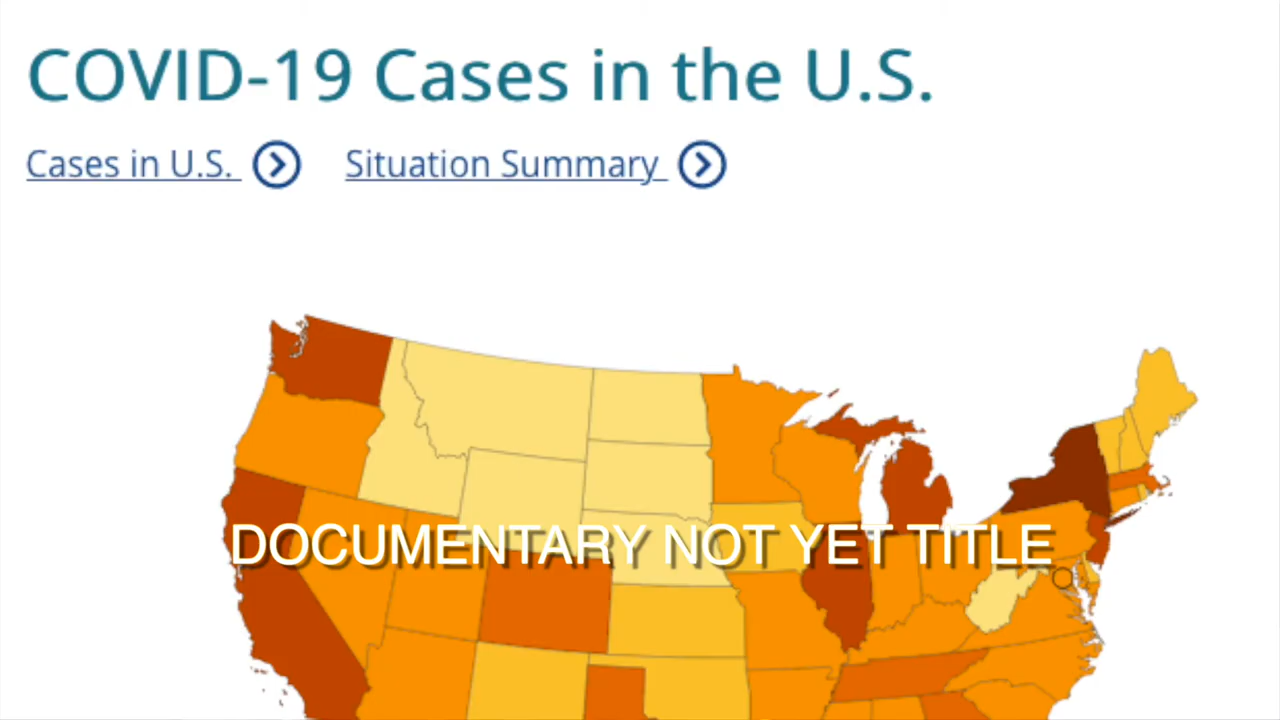 COVID-19 Cases in the U.S.
Cases in U.S. Situation Summary
DOCUMENTARY NOT YET TITLE